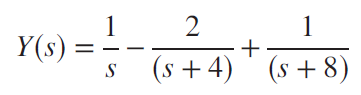 Y(s) = 1/s − 2/(s + 4) + 1/(s + 8)